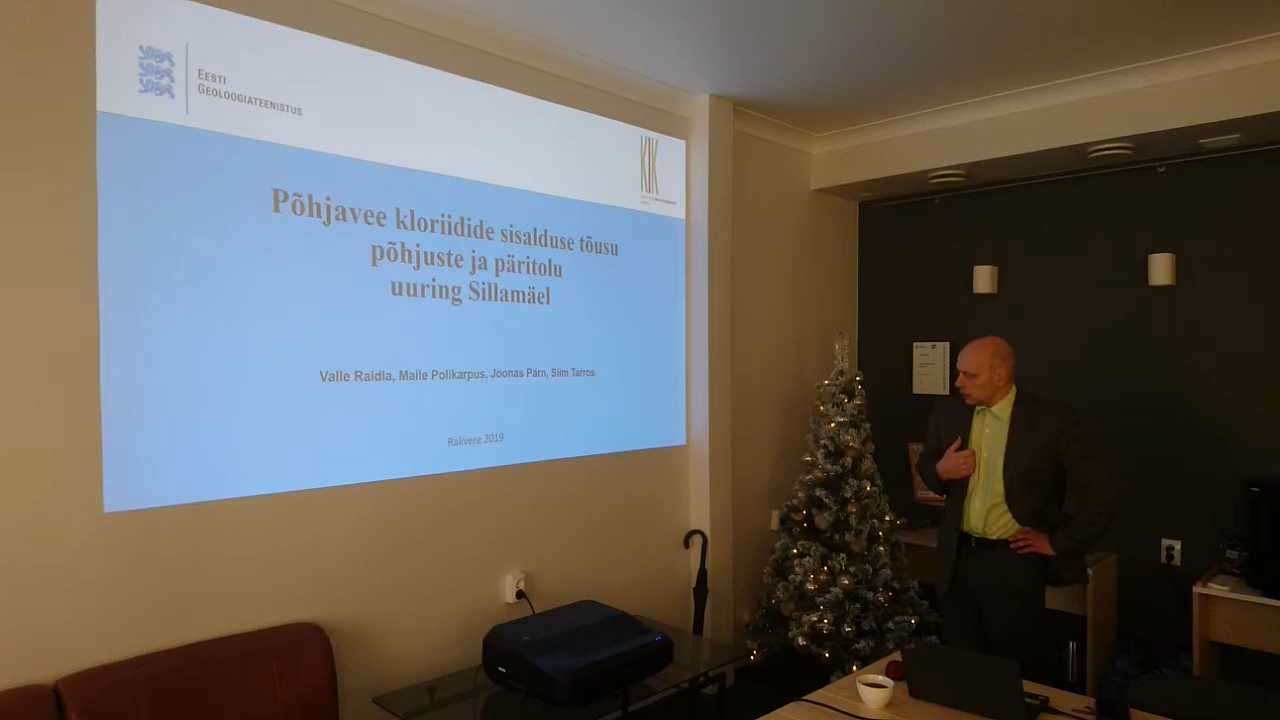 EESTI
GEOLOOGIATEENISTUS
KIK
Põhjavee kloriidide sisalduse tõusu
põhjuste ja päritolu
uuring Sillamäel
Valle Raidla, Maile Polikarpus, Joonas Pärn, Siim Tarros
Rakvere 2019